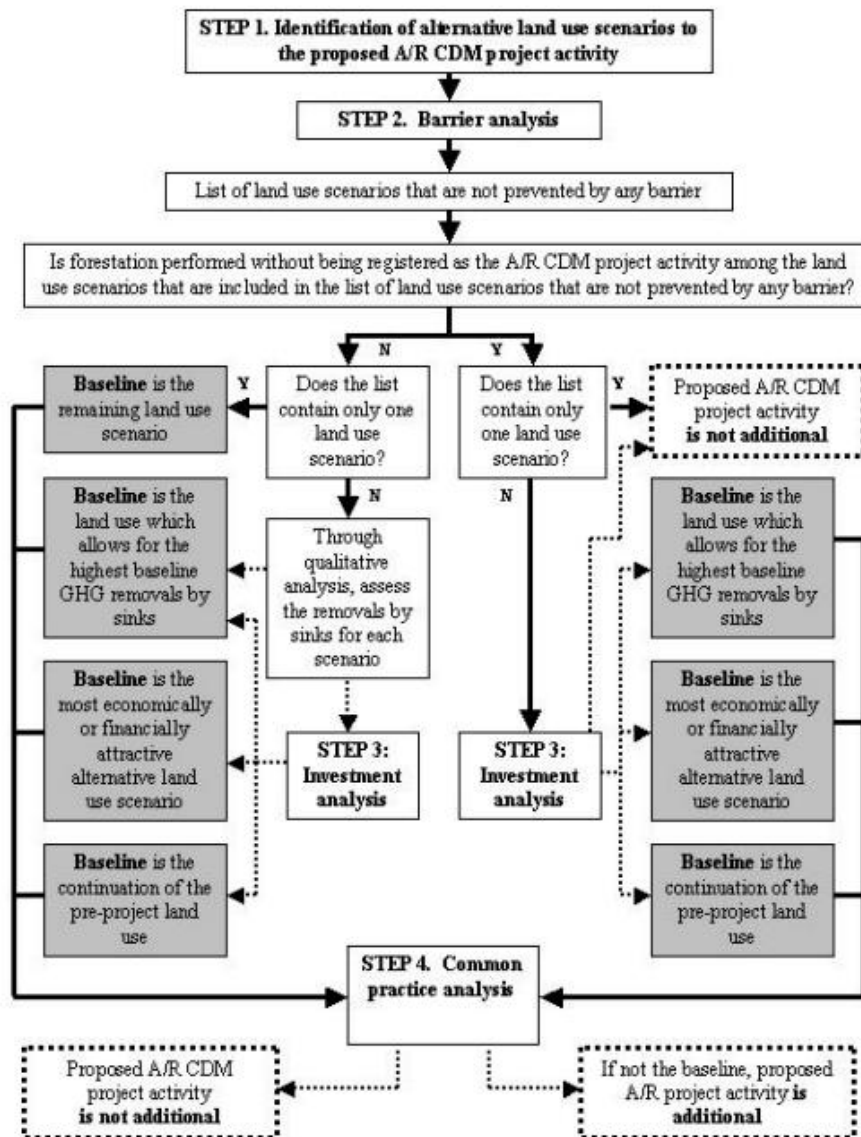 STEP 1. Identification of alternative land use scenarios to
the proposed A/R CDM project activity
STEP 2. Barrier analysis
List of land use scenarios that are not prevented by any barrier
Is forestation performed without being registered as the A/R CDM project activity among the land
use scenarios that are included in the list of land use scenarios that are not prevented by any barrier?
N
Y
Baseline is the
remaining land use
scenario
Y
Does the list
contain only one
land use
scenario?
Does the list
contain only
one land use
scenario?
Y
Proposed A/R CDM
project activity
is not additional
N
N
Baseline is the
land use which
allows for the
highest baseline
GHG removals by
sinks
Through
qualitative
analysis, assess
the removals by
sinks for each
scenario
Baseline is the
land use which
allows for the
highest baseline
GHG removals by
sinks
Baseline is the
most economically
or financially
attractive
alternative land
use scenario
STEP 3:
Investment
analysis
STEP 3:
Investment
analysis
Baseline is the
most economically
or financially
attractive
alternative land
use scenario
Baseline is the
continuation of the
pre-project land
use
Baseline is the
continuation of the
pre-project land
use
STEP 4. Common
practice analysis
Proposed A/R CDM
project activity
is not additional
If not the baseline, proposed
A/R project activity is
additional